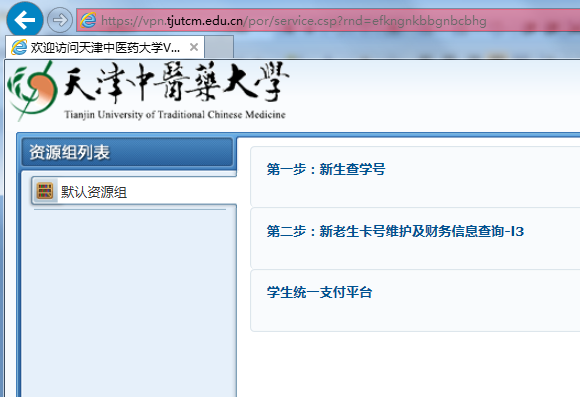 https://vpn.tjutcm.edu.cn/por/service.csp?rnd=efkngnkbbgnbcbhg
欢迎访问天津中医药大学V...
天津中醫藥大學
Tianjin University of Traditional Chinese Medicine
资源组列表
默认资源组
第一步：新生查学号
第二步：新老生卡号维护及财务信息查询-l3
学生统一支付平台